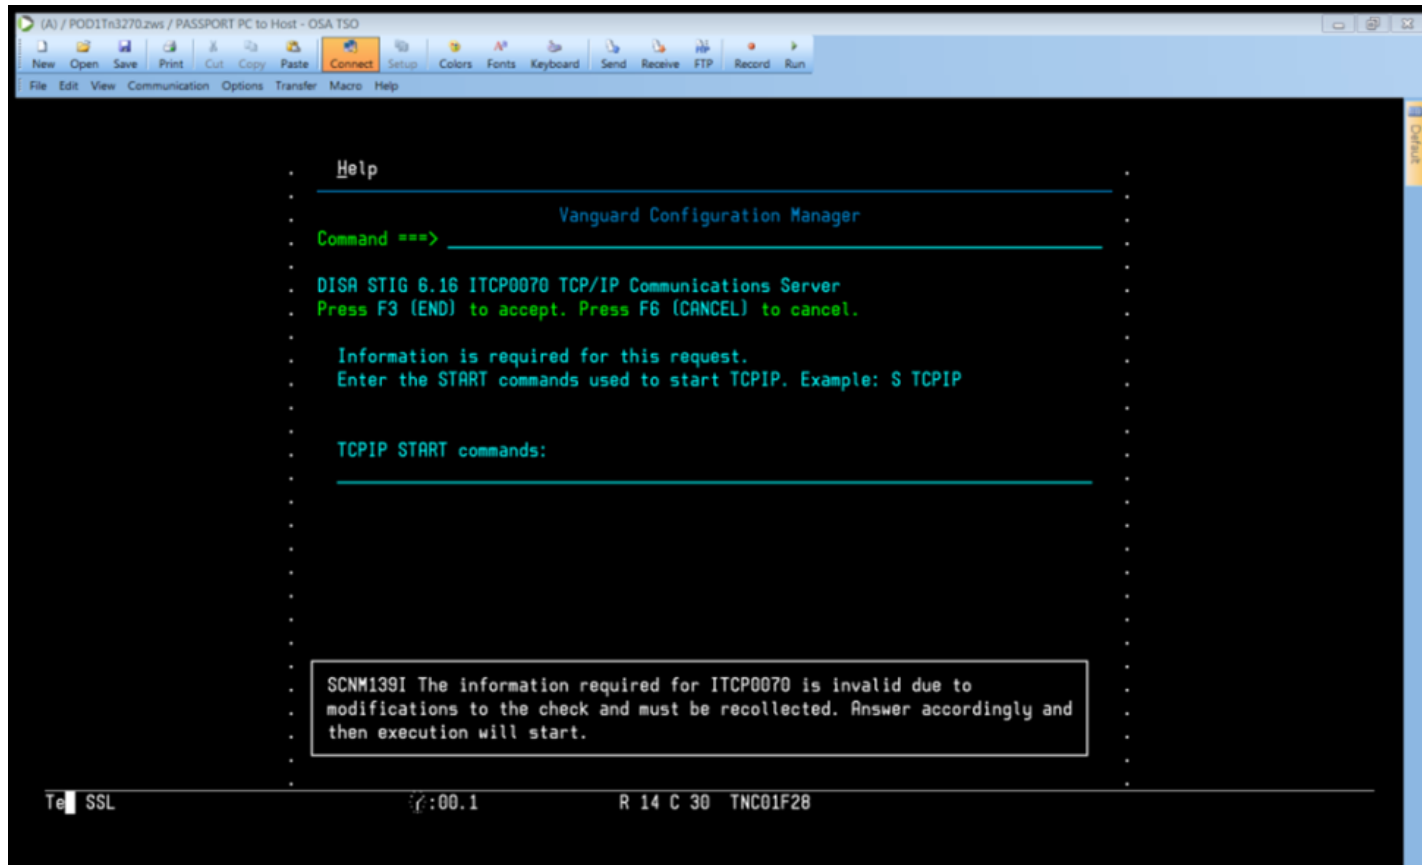 (A) / POD1Tn3270.zws / PASSPORT PC to Host - OSA TSO
New Open Save Print Cut Copy Paste Connect Setup Colors Fonts Keyboard Send Receive FTP Record Run
File Edit View Communication Options Transfer Macro Help
Default
. Help .
Vanguard Configuration Manager
Command ===>
DISA STIG 6.16 ITCP0070 TCP/IP Communications Server
Press F3 (END) to accept. Press F6 (CANCEL) to cancel.
Information is required for this request.
Enter the START commands used to start TCPIP. Example: S TCPIP
TCPIP START commands:
SCNM139I The information required for ITCP0070 is invalid due to
modifications to the check and must be recollected. Answer accordingly and
then execution will start.
Te SSL :00.1 R 14 C 30 TNC01F28